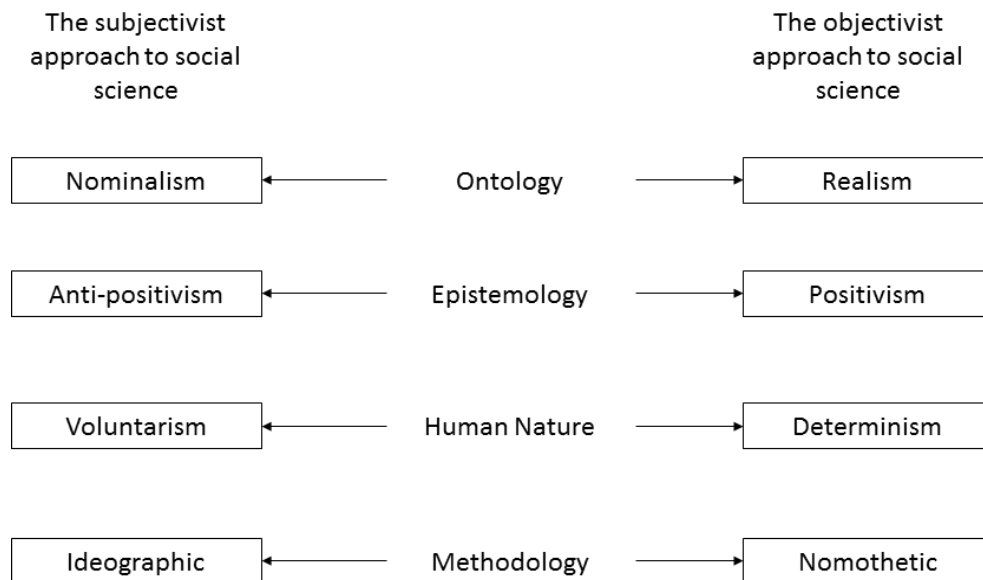 The subjectivist
approach to social
science
The objectivist
approach to social
science
Nominalism
Ontology
Realism
Anti-positivism
Epistemology
Positivism
Voluntarism
Human Nature
Determinism
Ideographic
Methodology
Nomothetic